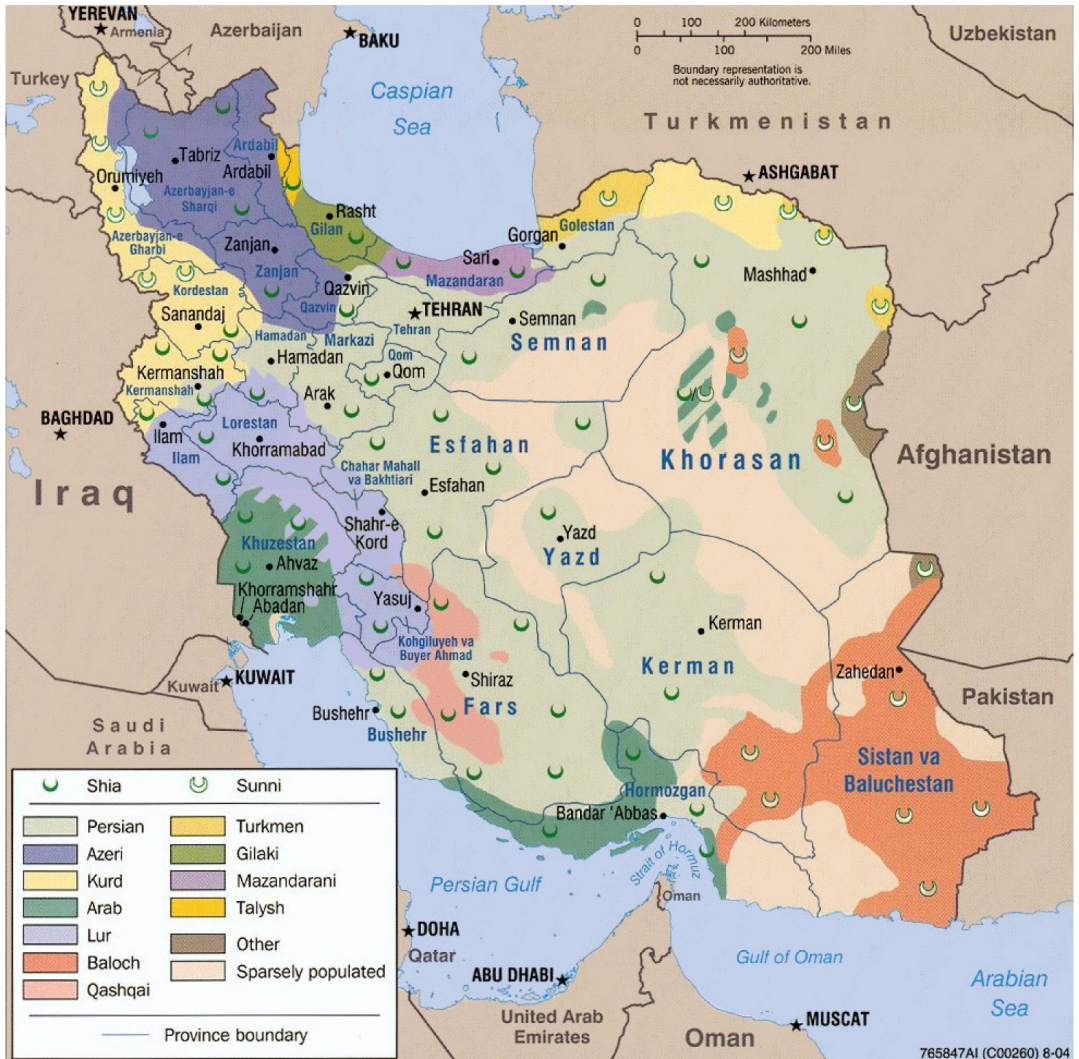 YEREVAN
Armenia
Azerbaijan
BAKU
Turkey
Caspian
Sea
0 100 200 Kilometers
0 100 200 Miles
Boundary representation is
not necessarily authoritative.
Uzbekistan
Turkmenistan
ASHGABAT
Tabriz
Ardabil
Ardabil
Orumiyeh
Azerbayjan-e
Sharqi
Rasht
Gilan
Azerbayjan-e
Gharbi
Zanjan
Zanjan
Sari
Mazandaran
Gorgan
Golestan
Mashhad
Kordestan
Qazvin
Qazvin
TEHRAN
Tehran
Sanandaj
Hamadan
Markazi
Semnan
Semnan
Hamadan
Qom
Qom
Kermanshah
Kermanshah
Arak
BAGHDAD
Ilam
Ilam
Lorestan
Khorramabad
Esfahan
Khorasan
Afghanistan
Chahar Mahall
va Bakhtiari
Esfahan
Iraq
Shahr-e
Kord
Yazd
Yazd
Khuzestan
Ahvaz
Khorramshahr
Abadan
Yasuj
Kohgiluyeh va
Buyer Ahmad
Kerman
Kerman
Zahedan
KUWAIT
Kuwait
Shiraz
Fars
Pakistan
Saudi
Arabia
Bushehr
Bushehr
Sistan va
Baluchestan
Hormozgan
Bandar 'Abbas
Strait of Hormuz
Oman
Persian Gulf
DOHA
Qatar
ABU DHABI
Gulf of Oman
Arabian
Sea
United Arab
Emirates
Oman
MUSCAT
Shia
Sunni
Persian
Turkmen
Azeri
Gilaki
Kurd
Mazandarani
Arab
Talysh
Lur
Other
Baloch
Sparsely populated
Qashqai
Province boundary
765847AI (C00260) 8-04